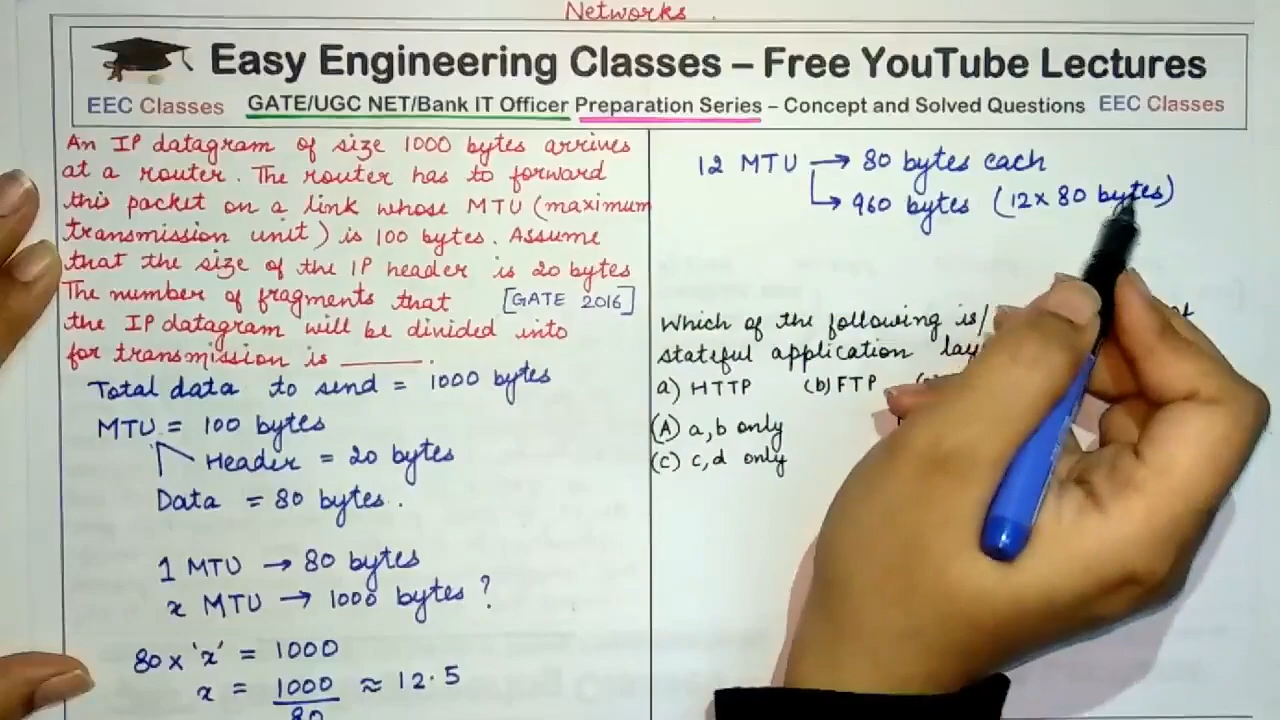 Networks.
Easy Engineering Classes – Free YouTube Lectures
EEC Classes GATE/UGC NET/Bank IT Officer Preparation Series – Concept and Solved Questions EEC Classes
An IP datagram of size 1000 bytes arrives
at a router. The router has to forward
this packet on a link whose MTU (maximum
transmission unit) is 100 bytes. Assume
that the size of the IP header is 20 bytes
The number of fragments that [GATE 2016]
the IP datagram will be divided into
for transmission is ______.
Total data to send = 1000 bytes
MTU = 100 bytes
Header = 20 bytes
Data = 80 bytes.
1 MTU → 80 bytes
x MTU → 1000 bytes ?
80 x 'x' = 1000
x = 1000 ≈ 12.5
80
12 MTU → 80 bytes each
↳ 960 bytes (12 x 80 bytes)
Which of the following is/
stateful application
a) HTTP (b) FTP
(A) a, b only
(C) c, d only